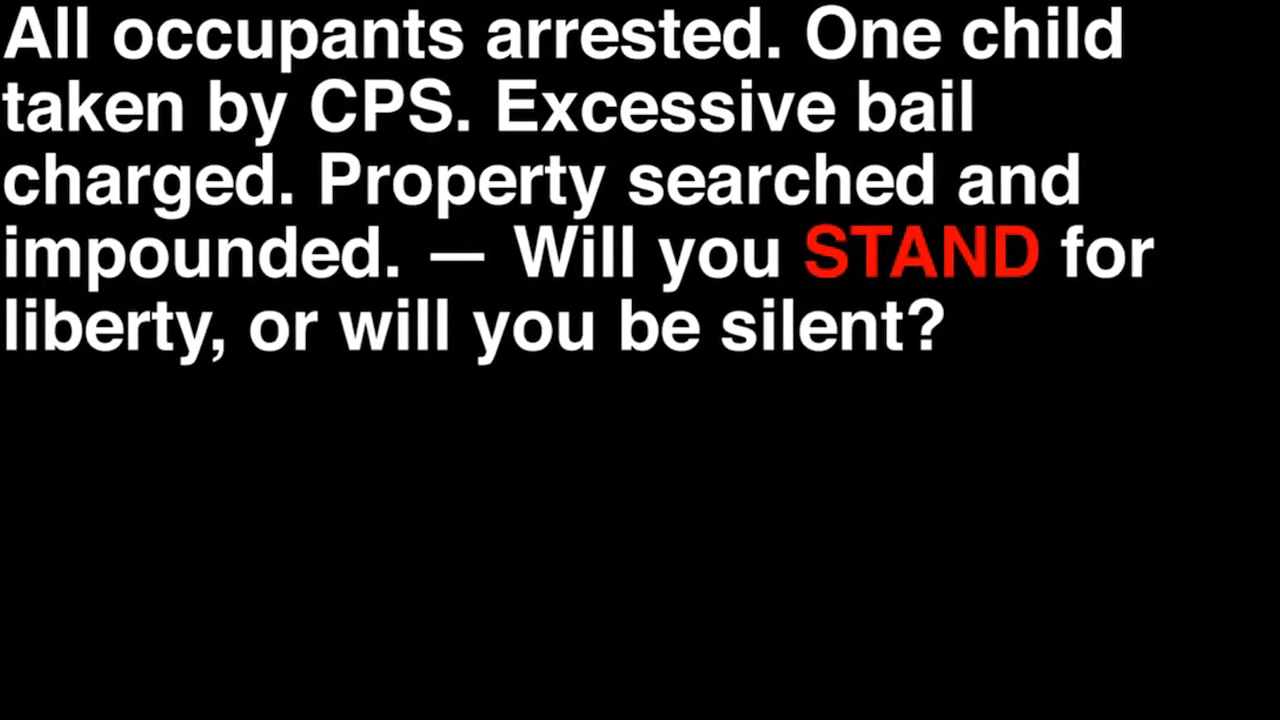 All occupants arrested. One child
taken by CPS. Excessive bail
charged. Property searched and
impounded. — Will you STAND for
liberty, or will you be silent?